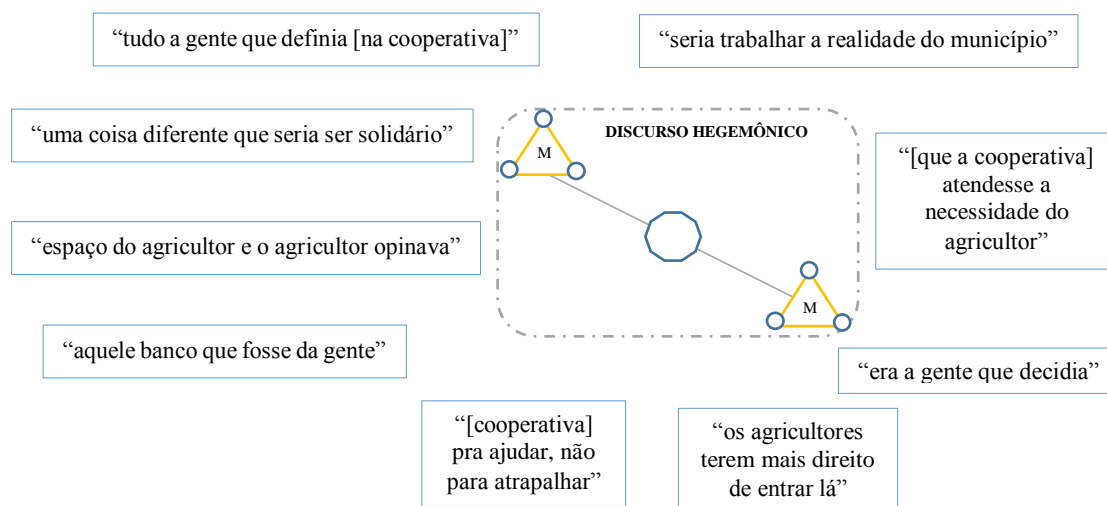 “tudo a gente que definia [na cooperativa]”
“seria trabalhar a realidade do município”
“uma coisa diferente que seria ser solidário”
DISCURSO HEGEMÔNICO
M
“[que a cooperativa]
atendesse a
necessidade do
agricultor”
“espaço do agricultor e o agricultor opinava”
M
“aquele banco que fosse da gente”
“era a gente que decidia”
“[cooperativa]
pra ajudar, não
para atrapalhar”
“os agricultores
terem mais direito
de entrar lá”